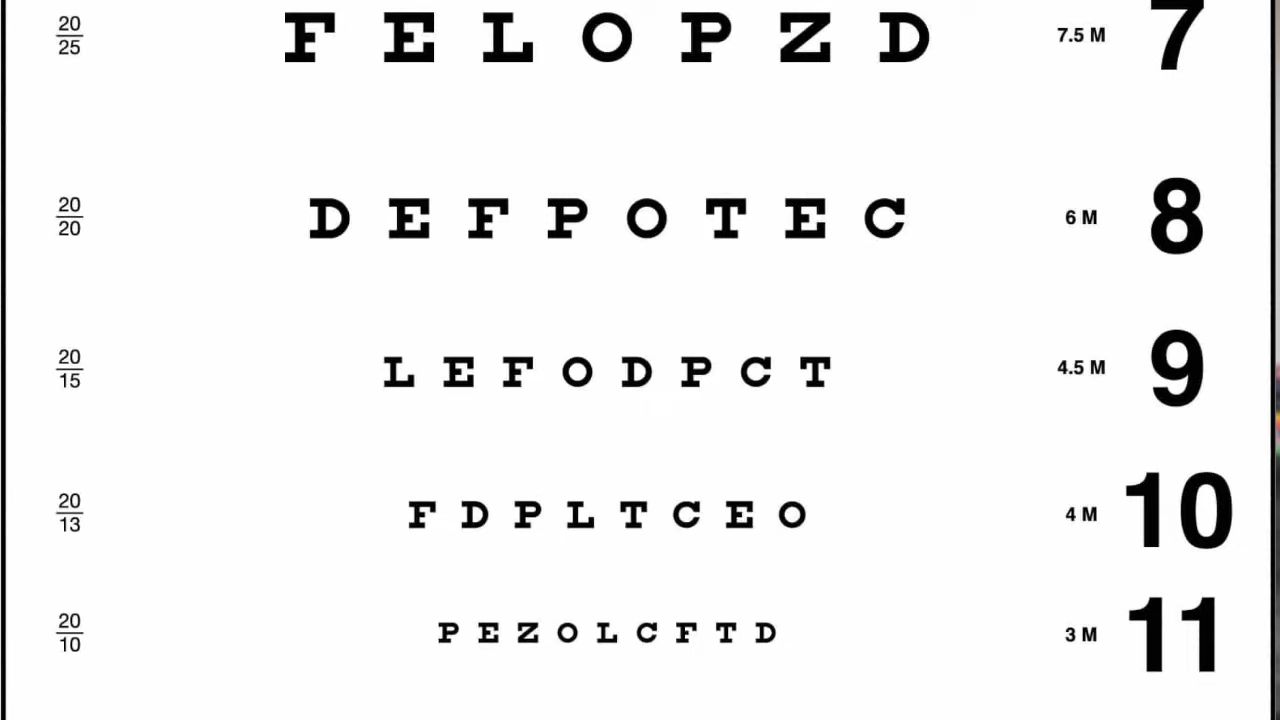 20/25 F E L O P Z D 7.5 M 7
20/20 D E F P O T E C 6 M 8
20/15 L E F O D P C T 4.5 M 9
20/13 F D P L T C E O 4 M 10
20/10 P E Z O L C F T D 3 M 11